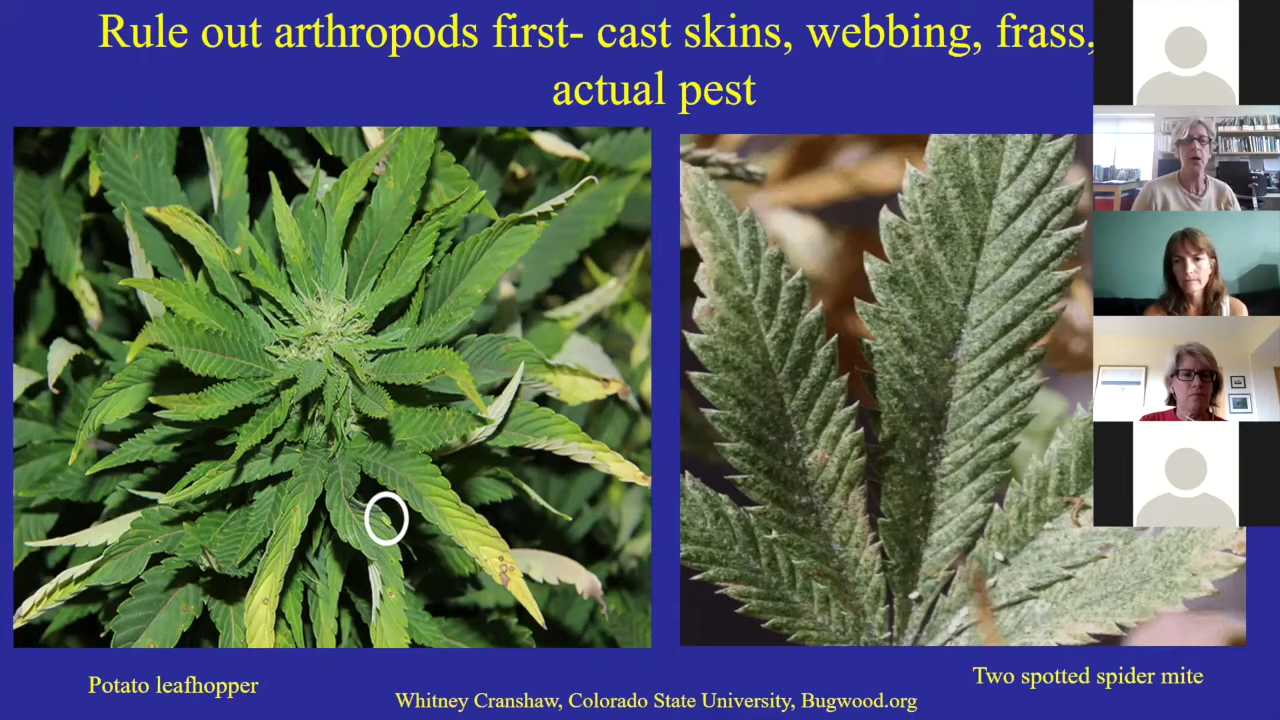 Rule out arthropods first- cast skins, webbing, frass,
actual pest
Potato leafhopper
Two spotted spider mite
Whitney Cranshaw, Colorado State University, Bugwood.org